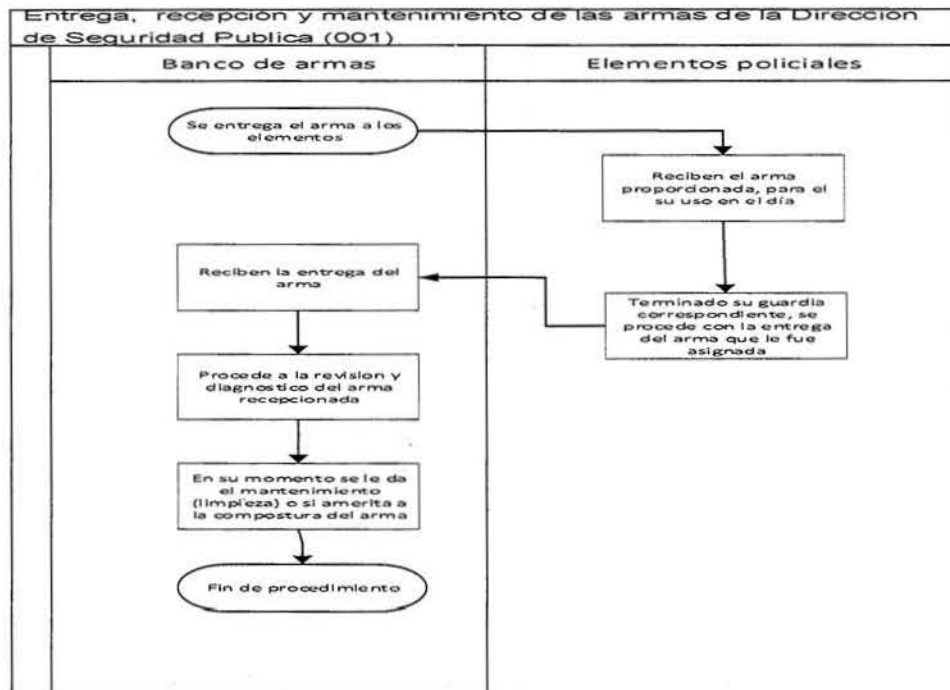 Entrega, recepción y mantenimiento de las armas de la Dirección
de Seguridad Publica (001)
Banco de armas
Elementos policiales
Se entrega el arma a los
elementos
Reciben el arma
proporcionada, para el
su uso en el día
Reciben la entrega del
arma
Terminado su guardia
correspondiente, se
procede con la entrega
del arma que le fue
asignada
Procede a la revision y
diagnostico del arma
recepcionada
En su momento se le da
el mantenimiento
(limpieza) o si amerita a
la compostura del arma
Fin de procedimiento